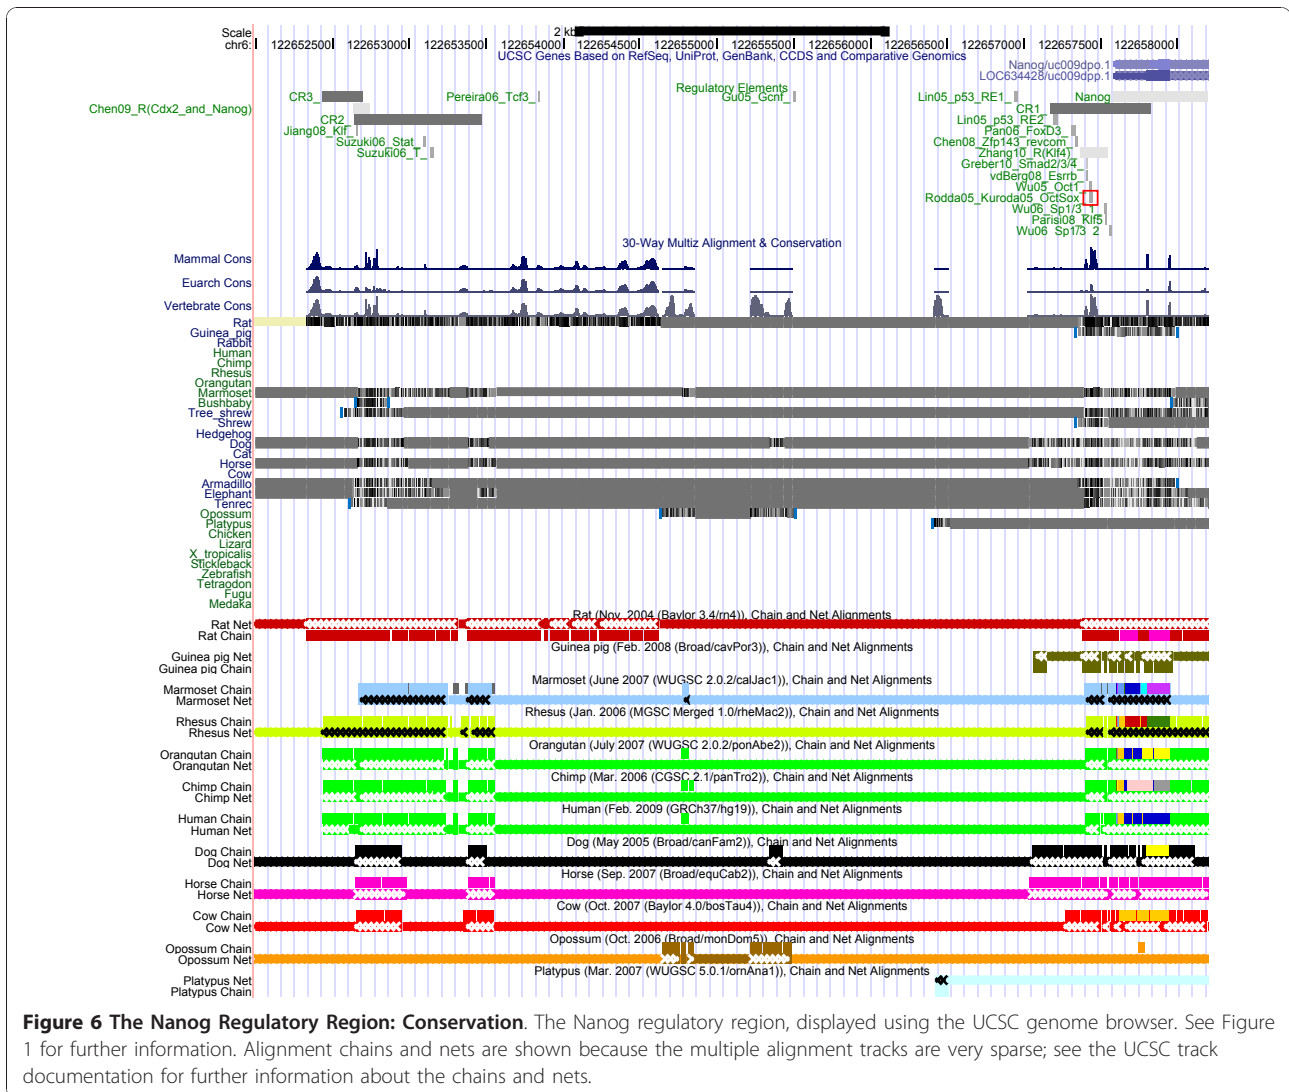 Scale 2 kb
chr6: 122652500 122653000 122653500 122654000 122654500 122655000 122655500 122656000 122656500 122657000 122657500 122658000
UCSC Genes Based on RefSeq, UniProt, GenBank, CCDS and Comparative Genomics
Nanog/uc009dpo.1
LOC634428/uc009dpp.1
Regulatory Elements
CR3_ Pereira06_Tcf3_ Gu05_Gcnf_ Lin05_p53_RE1_ Nanog
Chen09_R(Cdx2_and_Nanog) CR1_
CR2_ Lin05_p53_RE2_
Jiang08_Klf_ Pan06_FoxD3_
Suzuki06_Stat_ Chen08_Zfp143_revcom_
Suzuki06_T_ Zhang10_R(Klf4)_
Greber10_Smad2/3/4_
vdBerg08_Esrrb_
Wu05_Oct1_
Rodda05_Kuroda05_OctSox_
Wu06_Sp1/3_1_
Parisi08_Klf5
Wu06_Sp1/3_2
30-Way Multiz Alignment & Conservation
Mammal Cons
Euarch Cons
Vertebrate Cons
Rat
Guinea_pig
Rabbit
Human
Chimp
Rhesus
Orangutan
Marmoset
Bushbaby
Tree_shrew
Shrew
Hedgehog
Dog
Cat
Horse
Cow
Armadillo
Elephant
Tenrec
Opossum
Platypus
Chicken
Lizard
X_tropicalis
Stickleback
Zebrafish
Tetraodon
Fugu
Medaka
Rat (Nov. 2004 (Baylor 3.4/rn4)), Chain and Net Alignments
Rat Net
Rat Chain
Guinea pig (Feb. 2008 (Broad/cavPor3)), Chain and Net Alignments
Guinea pig Net
Guinea pig Chain
Marmoset (June 2007 (WUGSC 2.0.2/calJac1)), Chain and Net Alignments
Marmoset Chain
Marmoset Net
Rhesus (Jan. 2006 (MGSC Merged 1.0/rheMac2)), Chain and Net Alignments
Rhesus Chain
Rhesus Net
Orangutan (July 2007 (WUGSC 2.0.2/ponAbe2)), Chain and Net Alignments
Orangutan Chain
Orangutan Net
Chimp (Mar. 2006 (CGSC 2.1/panTro2)), Chain and Net Alignments
Chimp Chain
Chimp Net
Human (Feb. 2009 (GRCh37/hg19)), Chain and Net Alignments
Human Chain
Human Net
Dog (May 2005 (Broad/canFam2)), Chain and Net Alignments
Dog Chain
Dog Net
Horse (Sep. 2007 (Broad/equCab2)), Chain and Net Alignments
Horse Chain
Horse Net
Cow (Oct. 2007 (Baylor 4.0/bosTau4)), Chain and Net Alignments
Cow Chain
Cow Net
Opossum (Oct. 2006 (Broad/monDom5)), Chain and Net Alignments
Opossum Chain
Opossum Net
Platypus (Mar. 2007 (WUGSC 5.0.1/ornAna1)), Chain and Net Alignments
Platypus Net
Platypus Chain
Figure 6 The Nanog Regulatory Region: Conservation. The Nanog regulatory region, displayed using the UCSC genome browser. See Figure
1 for further information. Alignment chains and nets are shown because the multiple alignment tracks are very sparse; see the UCSC track
documentation for further information about the chains and nets.